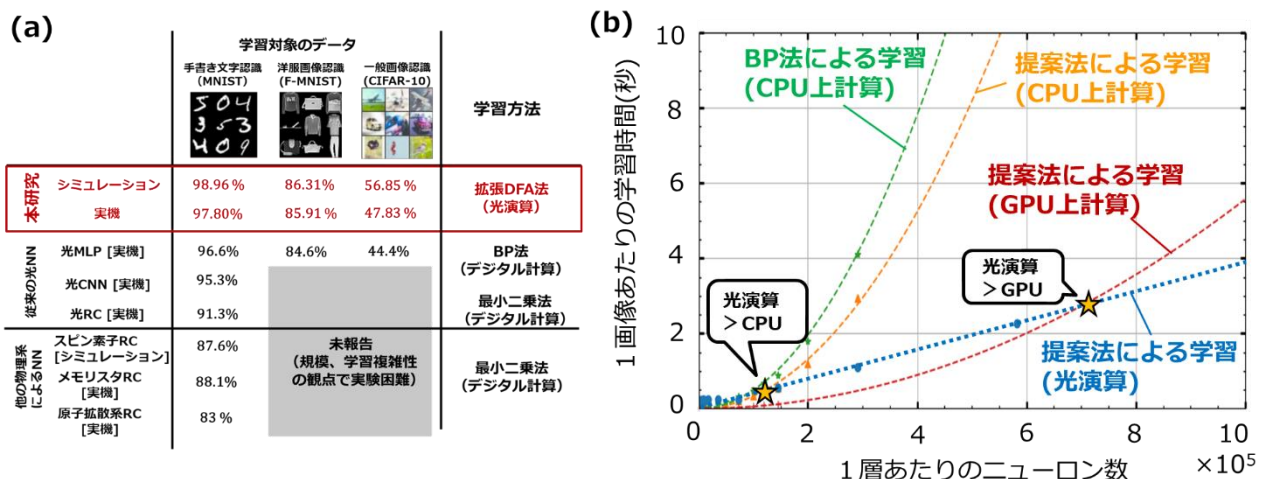 (a)
学習対象のデータ
手書き文字認識
(MNIST)
洋服画像認識
(F-MNIST)
一般画像認識
(CIFAR-10)
学習方法
5 0 4
3 5 3
4 0 9
本研究
シミュレーション
98.96 %
86.31%
56.85 %
実機
97.80%
85.91 %
47.83 %
拡張DFA法
(光演算)
従来の光NN
光MLP [実機]
96.6%
84.6%
44.4%
BP法
(デジタル計算)
光CNN [実機]
95.3%
光RC [実機]
91.3%
最小二乗法
(デジタル計算)
他の物理系
によるNN
スピン素子RC
[シミュレーション]
87.6%
メモリスタRC
[実機]
88.1%
原子拡散系RC
[実機]
83 %
未報告
(規模、学習複雑性
の観点で実験困難)
最小二乗法
(デジタル計算)
(b)
1画像あたりの学習時間(秒)
10
8
6
4
2
0
BP法による学習
(CPU上計算)
提案法による学習
(CPU上計算)
提案法による学習
(GPU上計算)
光演算
>CPU
光演算
>GPU
提案法による学習
(光演算)
0
2
4
6
8
10
×10⁵
1層あたりのニューロン数